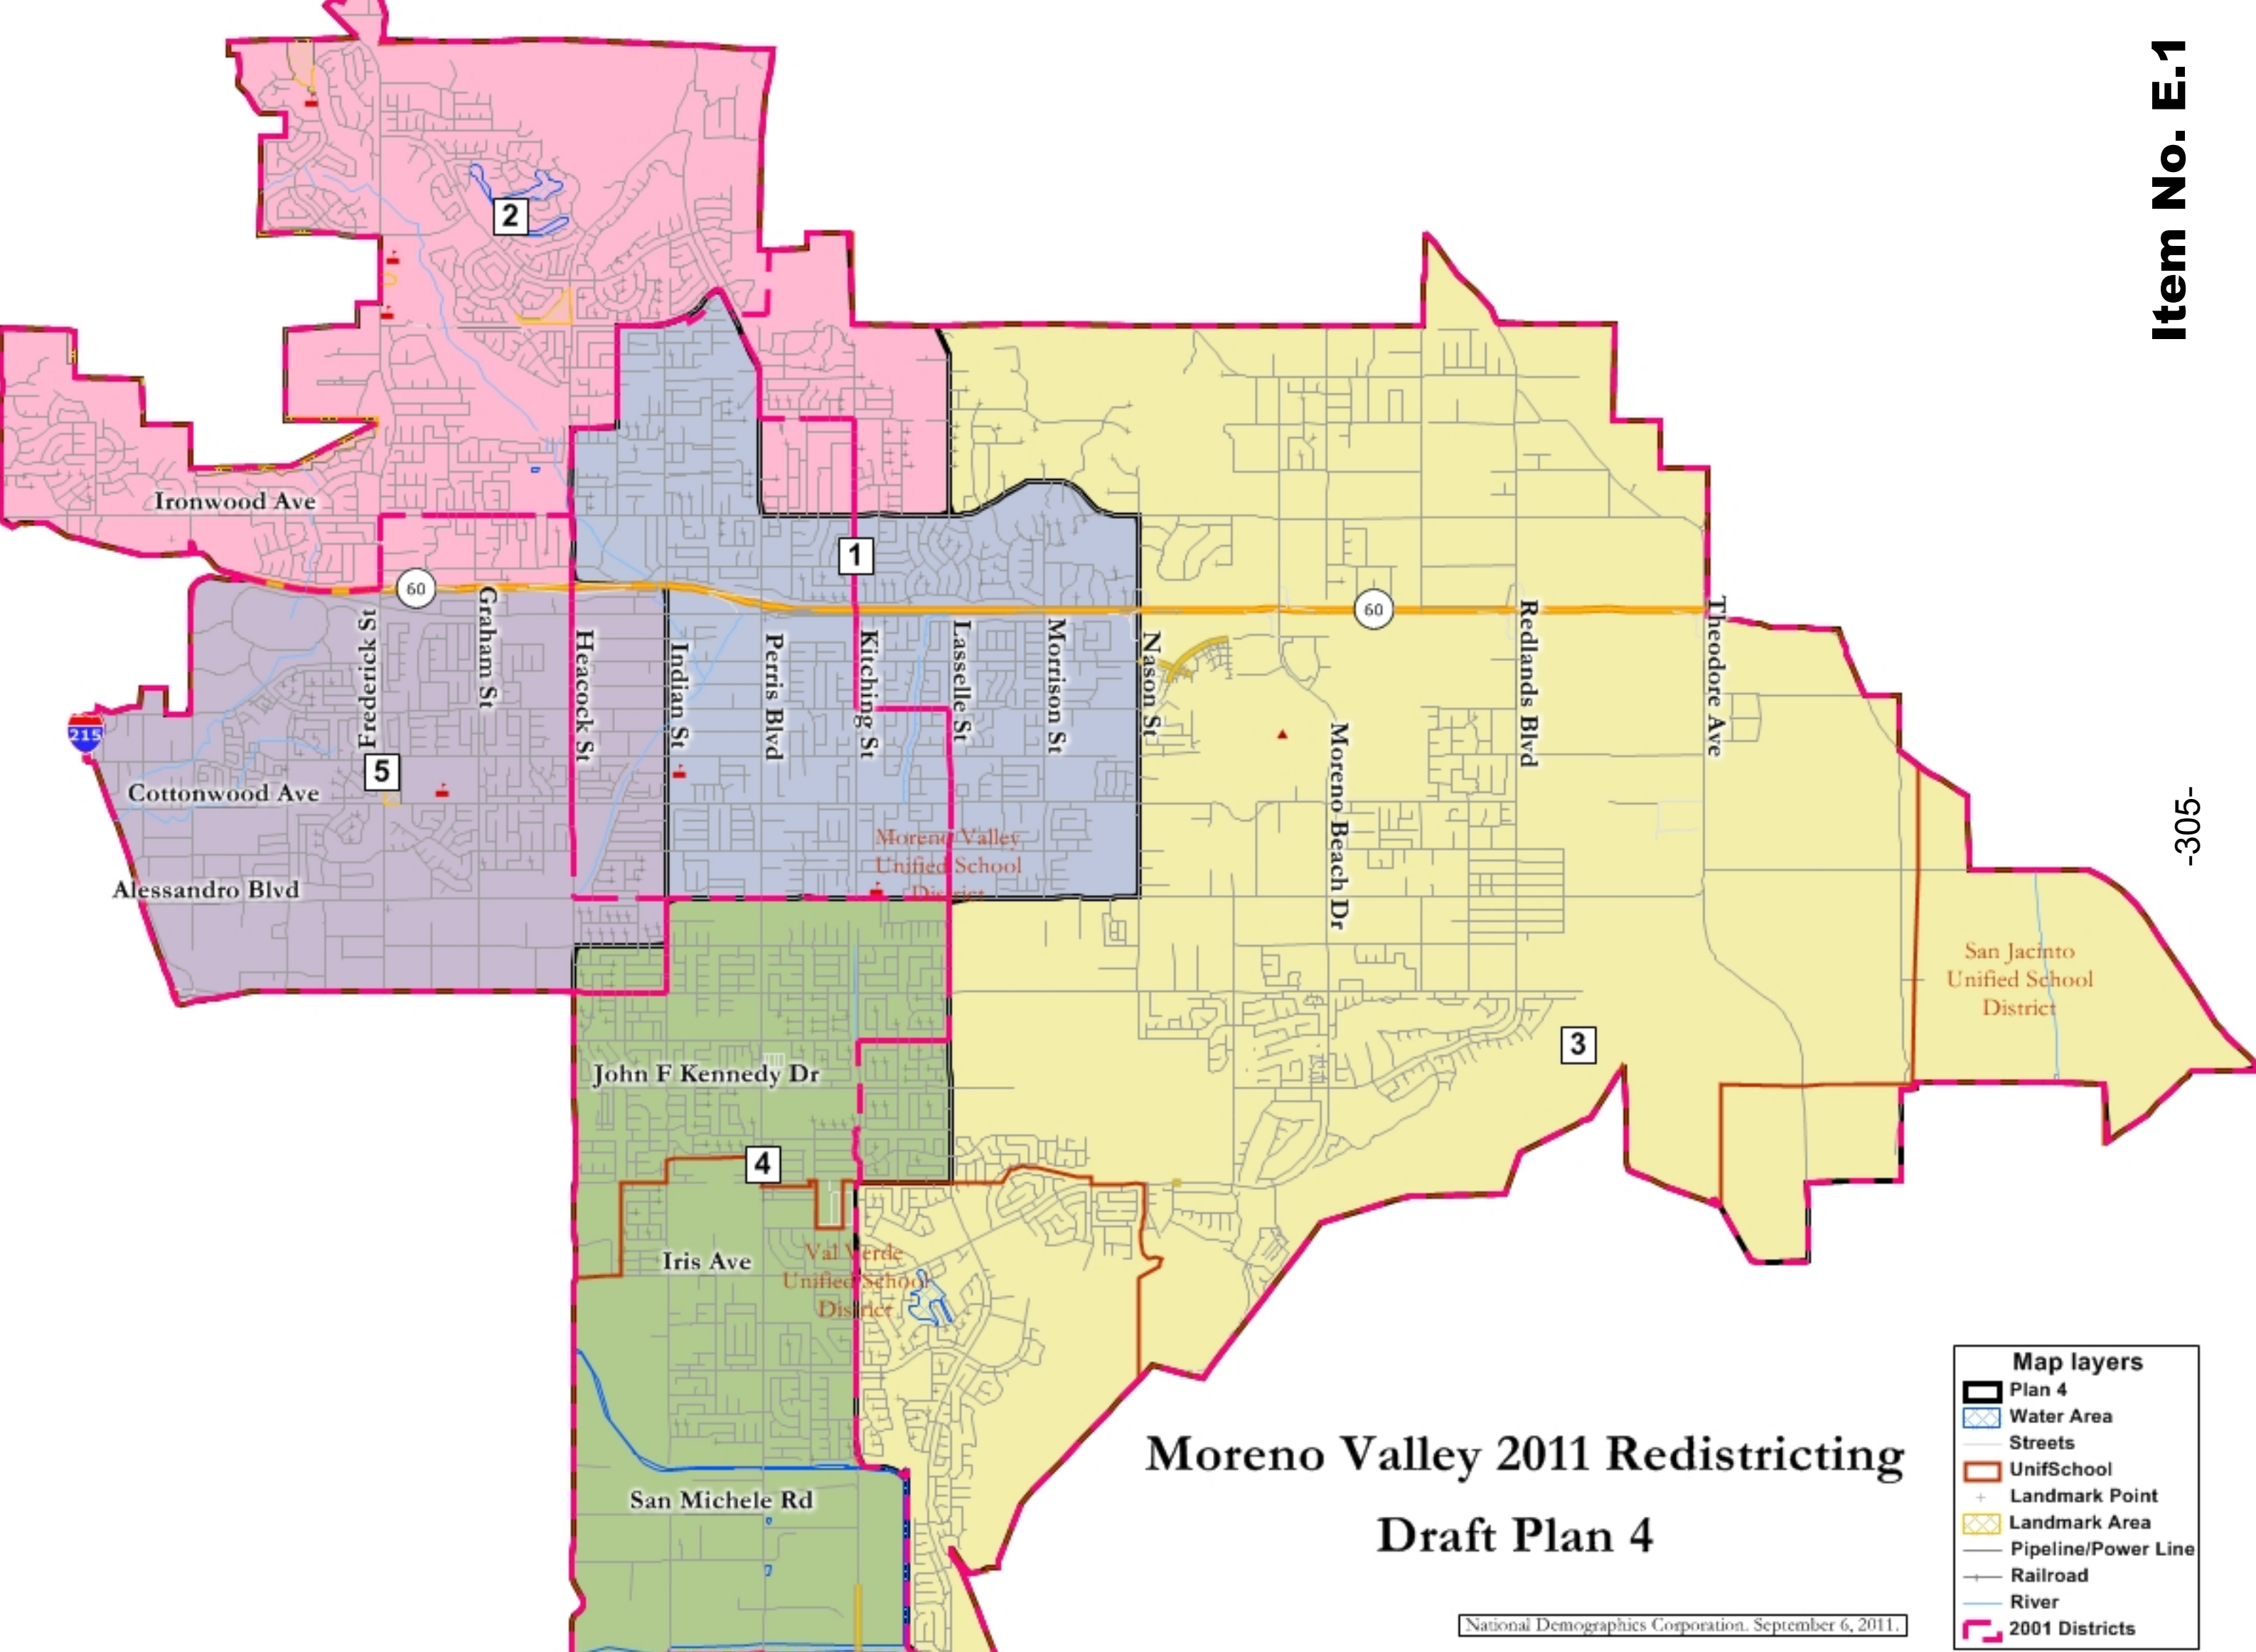 Item No. E.1
2
Ironwood Ave
1
60
60
Frederick St
Graham St
Heacock St
Indian St
Perris Blvd
Kitching St
Lasselle St
Morrison St
Nason St
Moreno Beach Dr
Redlands Blvd
Theodore Ave
215
5
Cottonwood Ave
-305-
Moreno Valley
Unified School
District
Alessandro Blvd
San Jacinto
Unified School
District
3
John F Kennedy Dr
4
Val Verde
Unified School
District
Iris Ave
San Michele Rd
Moreno Valley 2011 Redistricting
Draft Plan 4
National Demographics Corporation. September 6, 2011.
Map layers
Plan 4
Water Area
Streets
UnifSchool
Landmark Point
Landmark Area
Pipeline/Power Line
Railroad
River
2001 Districts